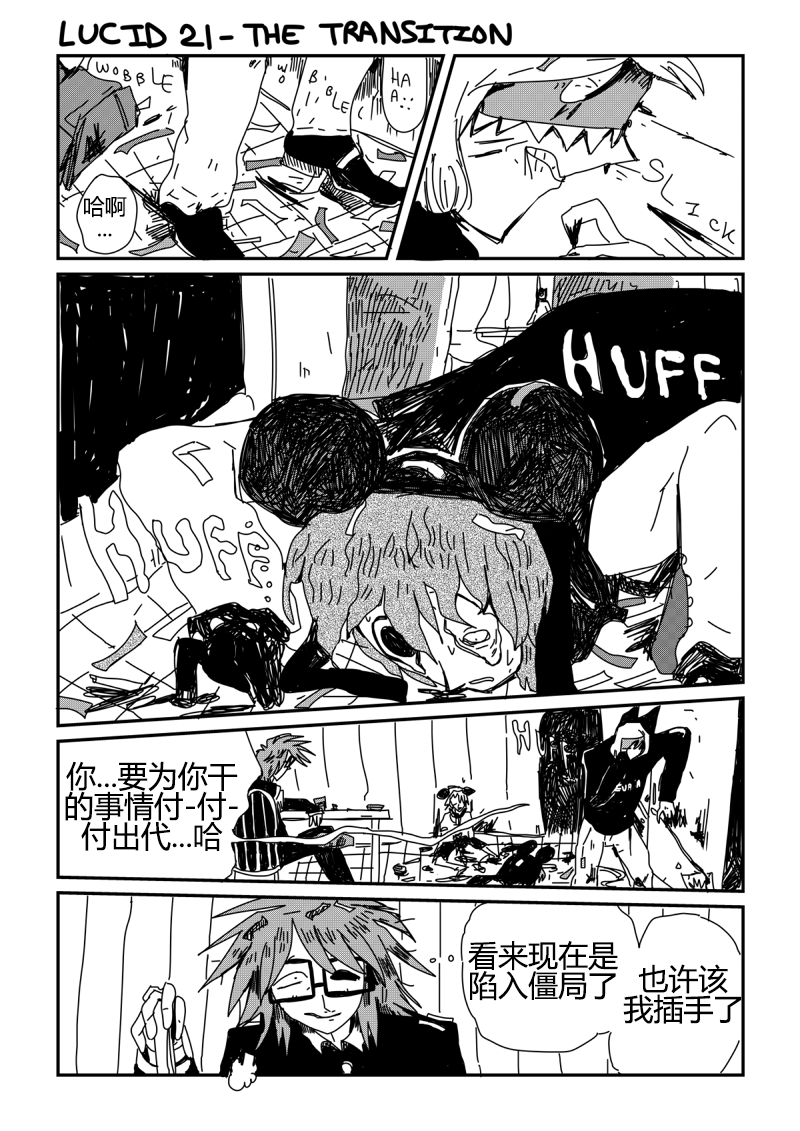 LUCID 21 - THE TRANSITION
WOBBLE
WOBBLE
HA
A...
哈啊
...
SLICK
HUFF
HUFF...
你...要为你干
的事情付-付-
付出代...哈
H
...
看来现在是
陷入僵局了
也许该
我插手了